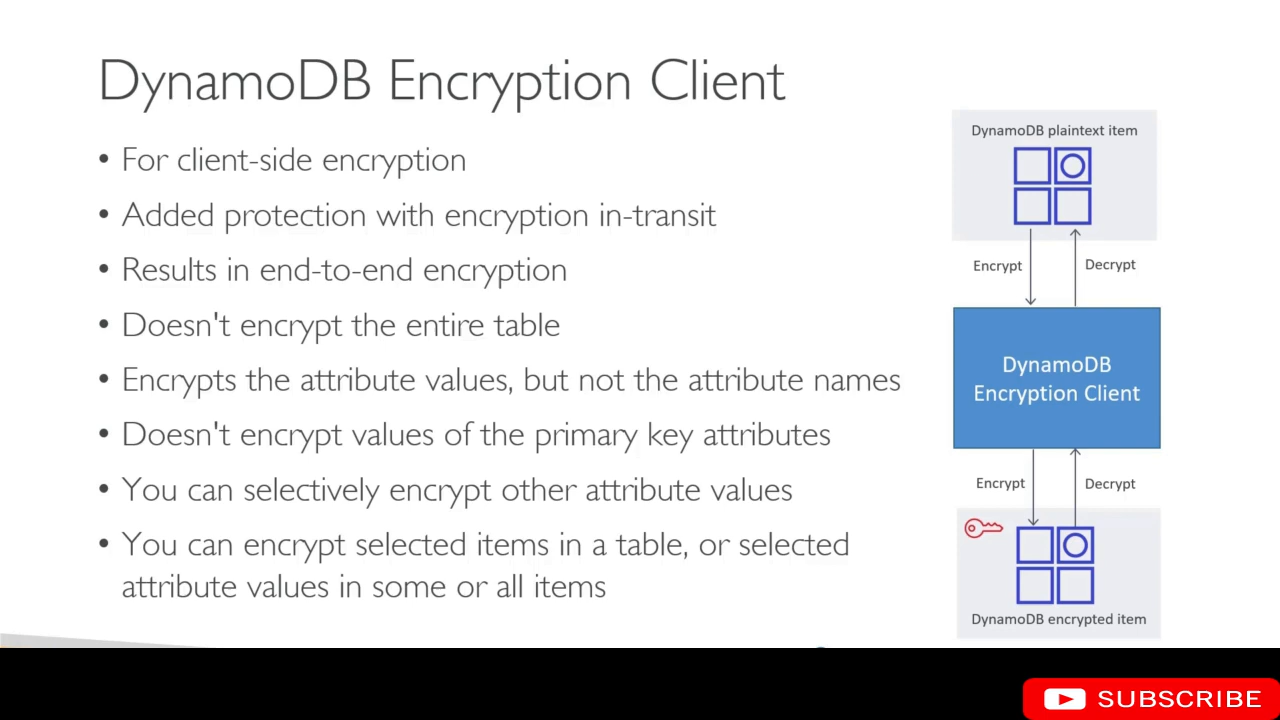 DynamoDB Encryption Client
• For client-side encryption
• Added protection with encryption in-transit
• Results in end-to-end encryption
• Doesn't encrypt the entire table
• Encrypts the attribute values, but not the attribute names
• Doesn't encrypt values of the primary key attributes
• You can selectively encrypt other attribute values
• You can encrypt selected items in a table, or selected
attribute values in some or all items
DynamoDB plaintext item
Encrypt
Decrypt
DynamoDB
Encryption Client
Encrypt
Decrypt
DynamoDB encrypted item
SUBSCRIBE